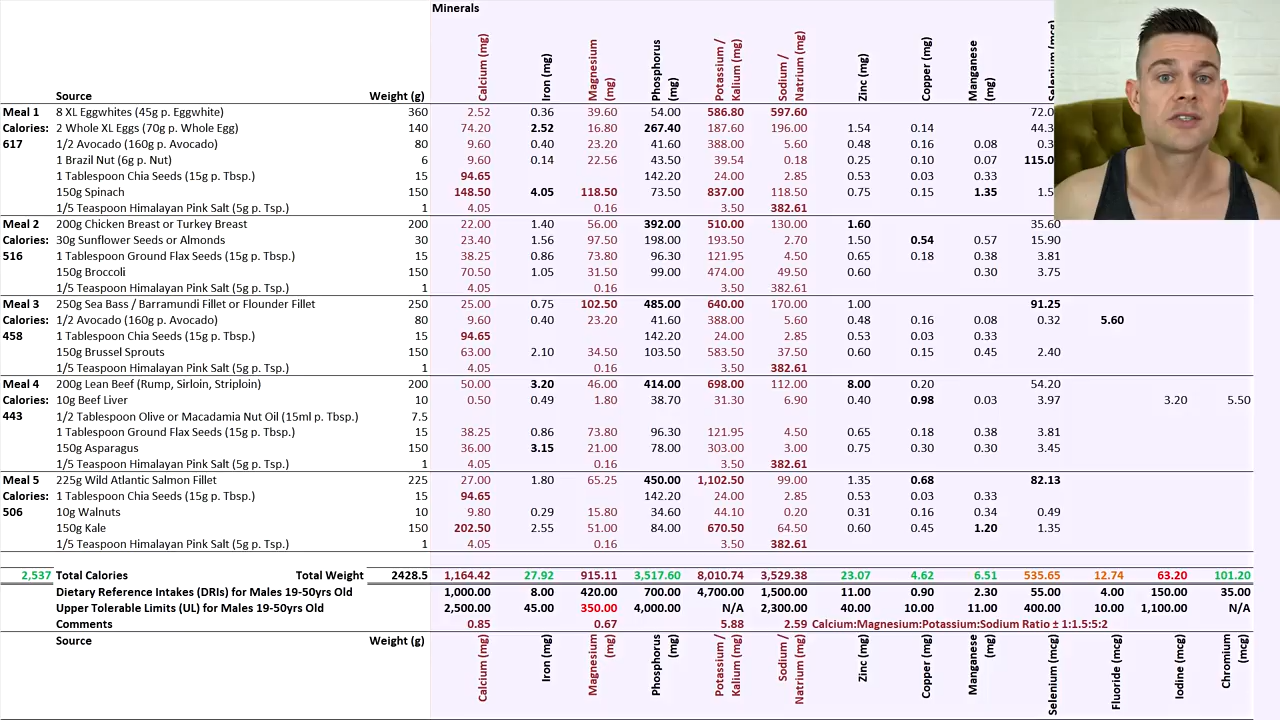 Minerals
Source Weight (g) Calcium (mg) Iron (mg) Magnesium (mg) Phosphorus (mg) Potassium / Kalium (mg) Sodium / Natrium (mg) Zinc (mg) Copper (mg) Manganese (mg) Selenium (mcg)
Meal 1 8 XL Eggwhites (45g p. Eggwhite) 360 2.52 0.36 39.60 54.00 586.80 597.60 72.0
Calories: 2 Whole XL Eggs (70g p. Whole Egg) 140 74.20 2.52 16.80 267.40 187.60 196.00 1.54 0.14 44.3
617 1/2 Avocado (160g p. Avocado) 80 9.60 0.40 23.20 41.60 388.00 5.60 0.48 0.16 0.08 0.3
1 Brazil Nut (6g p. Nut) 6 9.60 0.14 22.56 43.50 39.54 0.18 0.25 0.10 0.07 115.0
1 Tablespoon Chia Seeds (15g p. Tbsp.) 15 94.65 142.20 24.00 2.85 0.53 0.03 0.33
150g Spinach 150 148.50 4.05 118.50 73.50 837.00 118.50 0.75 0.15 1.35 1.5
1/5 Teaspoon Himalayan Pink Salt (5g p. Tsp.) 1 4.05 0.16 3.50 382.61
Meal 2 200g Chicken Breast or Turkey Breast 200 22.00 1.40 56.00 392.00 510.00 130.00 1.60 35.60
Calories: 30g Sunflower Seeds or Almonds 30 23.40 1.56 97.50 198.00 193.50 2.70 1.50 0.54 0.57 15.90
516 1 Tablespoon Ground Flax Seeds (15g p. Tbsp.) 15 38.25 0.86 73.80 96.30 121.95 4.50 0.65 0.18 0.38 3.81
150g Broccoli 150 70.50 1.05 31.50 99.00 474.00 49.50 0.60 0.30 3.75
1/5 Teaspoon Himalayan Pink Salt (5g p. Tsp.) 1 4.05 0.16 3.50 382.61
Meal 3 250g Sea Bass / Barramundi Fillet or Flounder Fillet 250 25.00 0.75 102.50 485.00 640.00 170.00 1.00 91.25
Calories: 1/2 Avocado (160g p. Avocado) 80 9.60 0.40 23.20 41.60 388.00 5.60 0.48 0.16 0.08 0.32 5.60
458 1 Tablespoon Chia Seeds (15g p. Tbsp.) 15 94.65 142.20 24.00 2.85 0.53 0.03 0.33
150g Brussel Sprouts 150 63.00 2.10 34.50 103.50 583.50 37.50 0.60 0.15 0.45 2.40
1/5 Teaspoon Himalayan Pink Salt (5g p. Tsp.) 1 4.05 0.16 3.50 382.61
Meal 4 200g Lean Beef (Rump, Sirloin, Striploin) 200 50.00 3.20 46.00 414.00 698.00 112.00 8.00 0.20 54.20
Calories: 10g Beef Liver 10 0.50 0.49 1.80 38.70 31.30 6.90 0.40 0.98 0.03 3.97 3.20 5.50
443 1/2 Tablespoon Olive or Macadamia Nut Oil (15ml p. Tbsp.) 7.5
1 Tablespoon Ground Flax Seeds (15g p. Tbsp.) 15 38.25 0.86 73.80 96.30 121.95 4.50 0.65 0.18 0.38 3.81
150g Asparagus 150 36.00 3.15 21.00 78.00 303.00 3.00 0.75 0.30 0.30 3.45
1/5 Teaspoon Himalayan Pink Salt (5g p. Tsp.) 1 4.05 0.16 3.50 382.61
Meal 5 225g Wild Atlantic Salmon Fillet 225 27.00 1.80 65.25 450.00 1,102.50 99.00 1.35 0.68 82.13
Calories: 1 Tablespoon Chia Seeds (15g p. Tbsp.) 15 94.65 142.20 24.00 2.85 0.53 0.03 0.33
506 10g Walnuts 10 9.80 0.29 15.80 34.60 44.10 0.20 0.31 0.16 0.34 0.49
150g Kale 150 202.50 2.55 51.00 84.00 670.50 64.50 0.60 0.45 1.20 1.35
1/5 Teaspoon Himalayan Pink Salt (5g p. Tsp.) 1 4.05 0.16 3.50 382.61
2,537 Total Calories Total Weight 2428.5 1,164.42 27.92 915.11 3,517.60 8,010.74 3,529.38 23.07 4.62 6.51 535.65 12.74 63.20 101.20
Dietary Reference Intakes (DRIs) for Males 19-50yrs Old 1,000.00 8.00 420.00 700.00 4,700.00 1,500.00 11.00 0.90 2.30 55.00 4.00 150.00 35.00
Upper Tolerable Limits (UL) for Males 19-50yrs Old 2,500.00 45.00 350.00 4,000.00 N/A 2,300.00 40.00 10.00 11.00 400.00 10.00 1,100.00 N/A
Comments 0.85 0.67 5.88 2.59 Calcium:Magnesium:Potassium:Sodium Ratio ± 1:1.5:5:2
Source Weight (g) Calcium (mg) Iron (mg) Magnesium (mg) Phosphorus (mg) Potassium / Kalium (mg) Sodium / Natrium (mg) Zinc (mg) Copper (mg) Manganese (mg) Selenium (mcg) Fluoride (mcg) Iodine (mcg) Chromium (mcg)